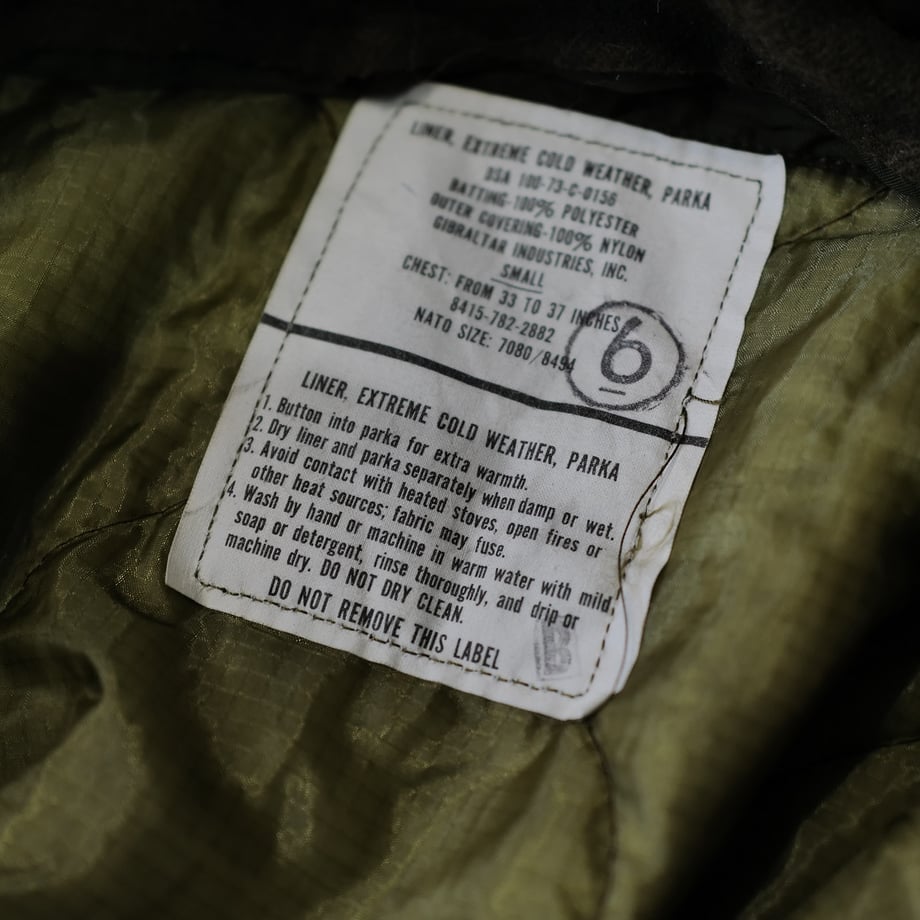 LINER, EXTREME COLD WEATHER, PARKA
DSA 100-73-C-0156
BATTING-100% POLYESTER
OUTER COVERING-100% NYLON
GIBRALTAR INDUSTRIES, INC.
SMALL
CHEST: FROM 33 TO 37 INCHES
8415-782-2882
NATO SIZE: 7080/8494
6
LINER, EXTREME COLD WEATHER, PARKA
1. Button into parka for extra warmth.
2. Dry liner and parka separately when damp or wet.
3. Avoid contact with heated stoves, open fires or
other heat sources; fabric may fuse.
4. Wash by hand or machine in warm water with mild
soap or detergent, rinse thoroughly, and drip or
machine dry. DO NOT DRY CLEAN.
DO NOT REMOVE THIS LABEL